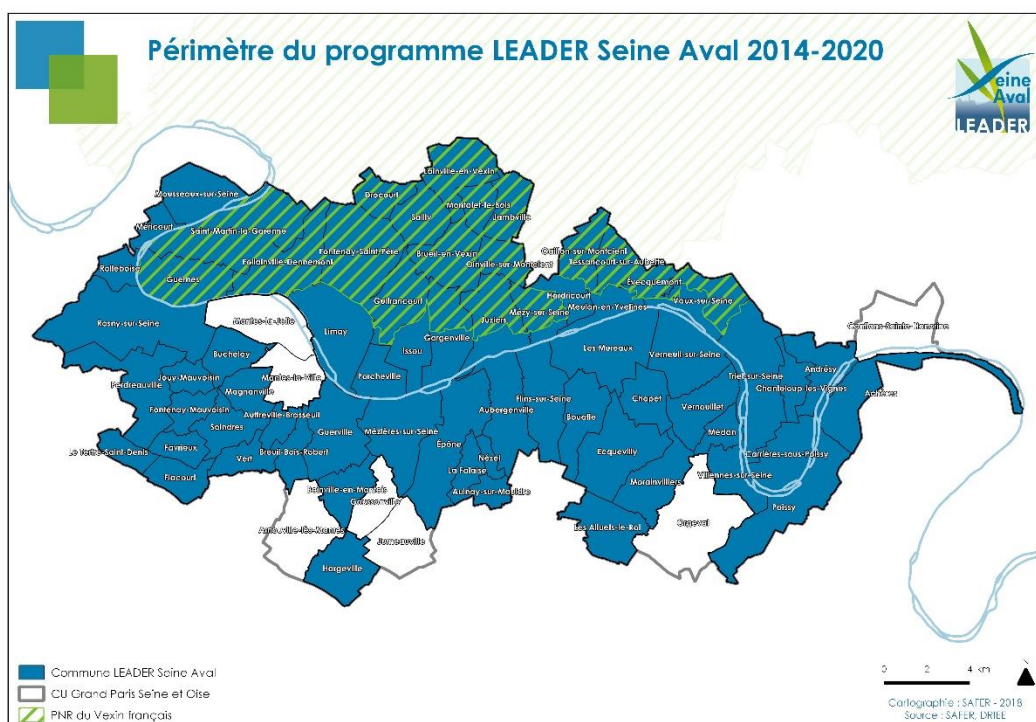 Périmètre du programme LEADER Seine Aval 2014-2020
Seine
Aval
LEADER
Lainville-en-Vexin
Mousseaux-sur-Seine
Drocourt
Montalet-le-Bois
Sailly
Jambville
Méricourt
Saint-Martin-la-Garenne
Fontenay-Saint-Père
Brueil-en-Vexin
Gaillon-sur-Montcient
Tessancourt-sur-Aubette
Rolleboise
Follainville-Dennemont
Oinville-sur-Montcient
Guernes
Evecquemont
Hardricourt
Vaux-sur-Seine
Guitrancourt
Mézy-sur-Seine
Meulan-en-Yvelines
Juziers
Rosny-sur-Seine
Mantes-la-Jolie
Limay
Gargenville
Conflans-Sainte-Honorine
Issou
Les Mureaux
Buchelay
Verneuil-sur-Seine
Porcheville
Andrésy
Jouy-Mauvoisin
Mantes-la-Ville
Triel-sur-Seine
Perdreauville
Magnanville
Chanteloup-les-Vignes
Achères
Flins-sur-Seine
Chapet
Fontenay-Mauvoisin
Auffreville-Brasseuil
Aubergenville
Bouafle
Vernouillet
Soindres
Guerville
Mézières-sur-Seine
Médan
Le Tertre-Saint-Denis
Favrieux
Vert
Breuil-Bois-Robert
Épône
Nézel
Ecquevilly
Carrières-sous-Poissy
Flacourt
La Falaise
Villennes-sur-Seine
Boinville-en-Mantois
Aulnay-sur-Mauldre
Morainvilliers
Goussonville
Poissy
Arnouville-lès-Mantes
Les Alluets-le-Roi
Orgeval
Jumeauville
Hargeville
Commune LEADER Seine Aval
CU Grand Paris Seine et Oise
PNR du Vexin français
0 2 4 km
N
Cartographie : SAFER - 2018
Source : SAFER, DRIEE